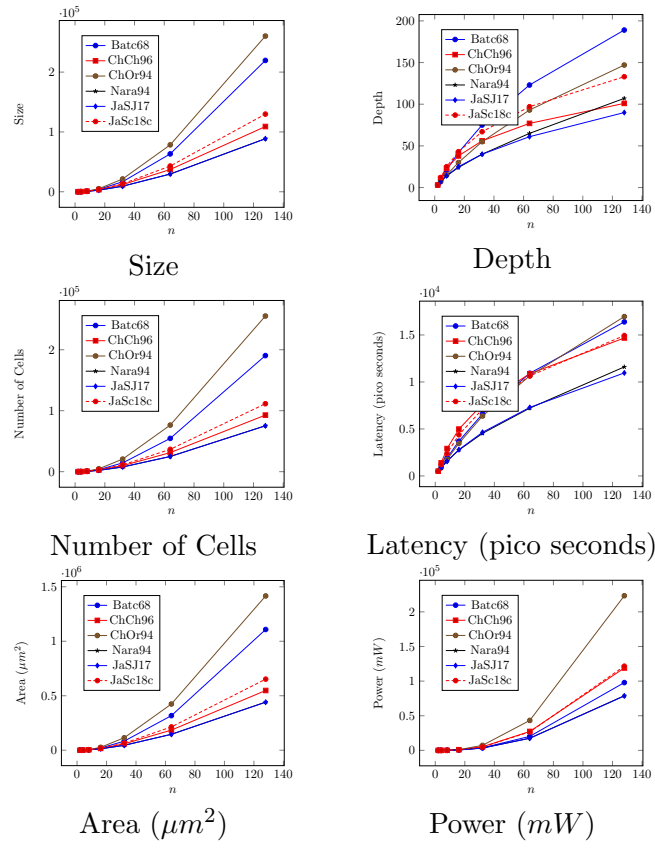 ·10^5
Size
2
1
0
Batc68
ChCh96
ChOr94
Nara94
JaSJ17
JaSc18c
0 20 40 60 80 100 120 140
n
Size
Depth
200
150
100
50
0
Batc68
ChCh96
ChOr94
Nara94
JaSJ17
JaSc18c
0 20 40 60 80 100 120 140
n
Depth
·10^5
Number of Cells
2
1
0
Batc68
ChCh96
ChOr94
Nara94
JaSJ17
JaSc18c
0 20 40 60 80 100 120 140
n
Number of Cells
·10^4
Latency (pico seconds)
1.5
1
0.5
0
Batc68
ChCh96
ChOr94
Nara94
JaSJ17
JaSc18c
0 20 40 60 80 100 120 140
n
Latency (pico seconds)
·10^6
Area (μm²)
1.5
1
0.5
0
Batc68
ChCh96
ChOr94
Nara94
JaSJ17
JaSc18c
0 20 40 60 80 100 120 140
n
Area (μm²)
·10^5
Power (mW)
2
1.5
1
0.5
0
Batc68
ChCh96
ChOr94
Nara94
JaSJ17
JaSc18c
0 20 40 60 80 100 120 140
n
Power (mW)